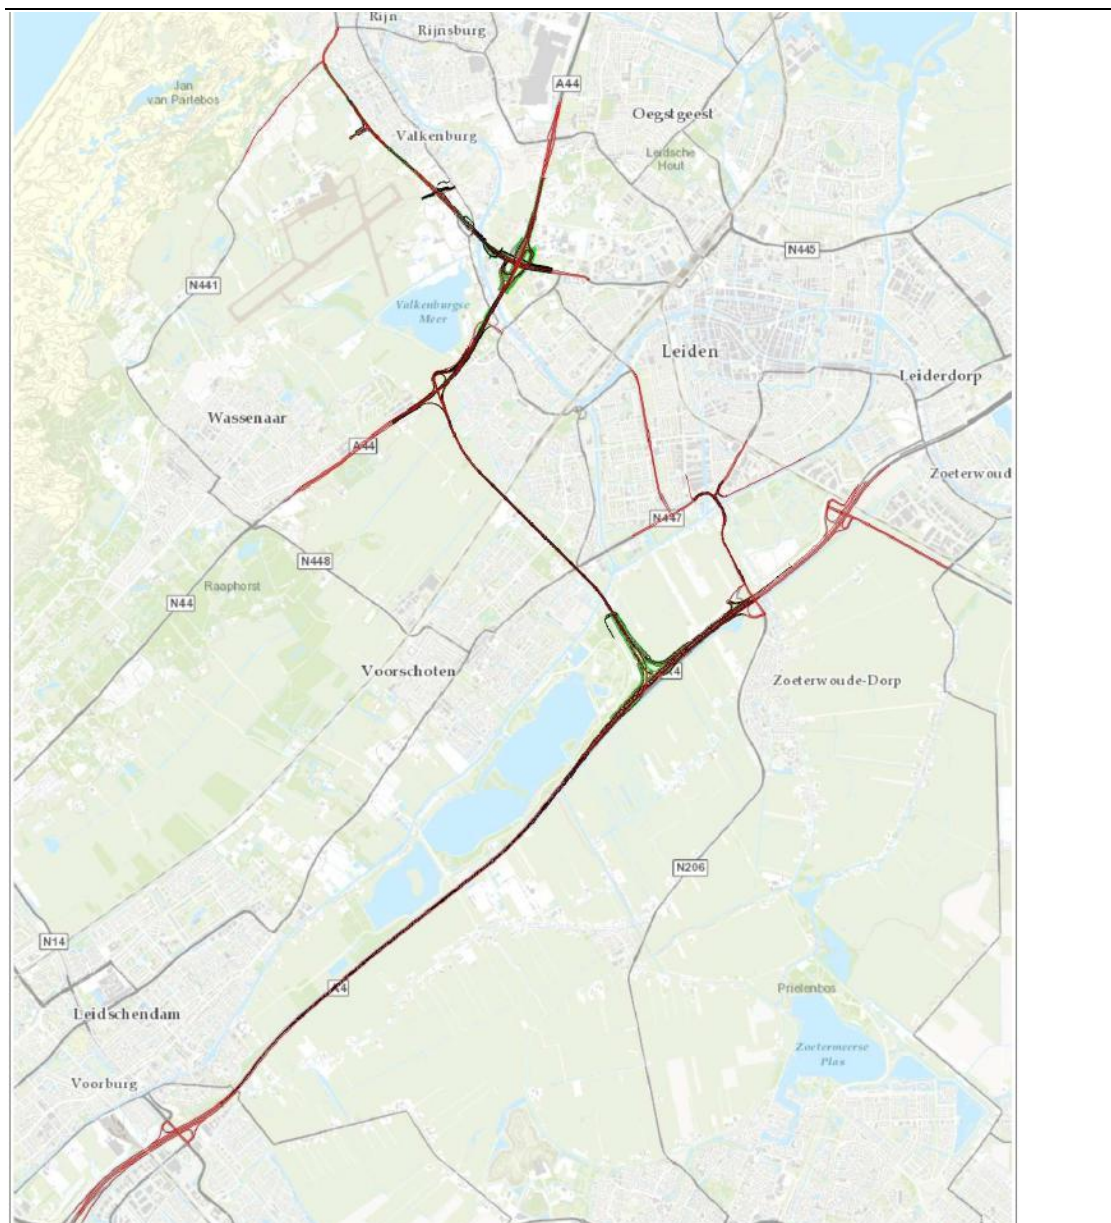 Rijn
Rijnsburg
Jan
van Partebos
A44
Oegstgeest
Valkenburg
Leidsche
Hout
N445
N441
Valkenburgse
Meer
Leiden
Leiderdorp
Wassenaar
A44
Zoeterwoud
N447
N448
Raaphorst
N44
Voorschoten
A4
Zoeterwoude-Dorp
N206
N14
A4
Prielenbos
Leidschendam
Zoetermeerse
Plas
Voorburg